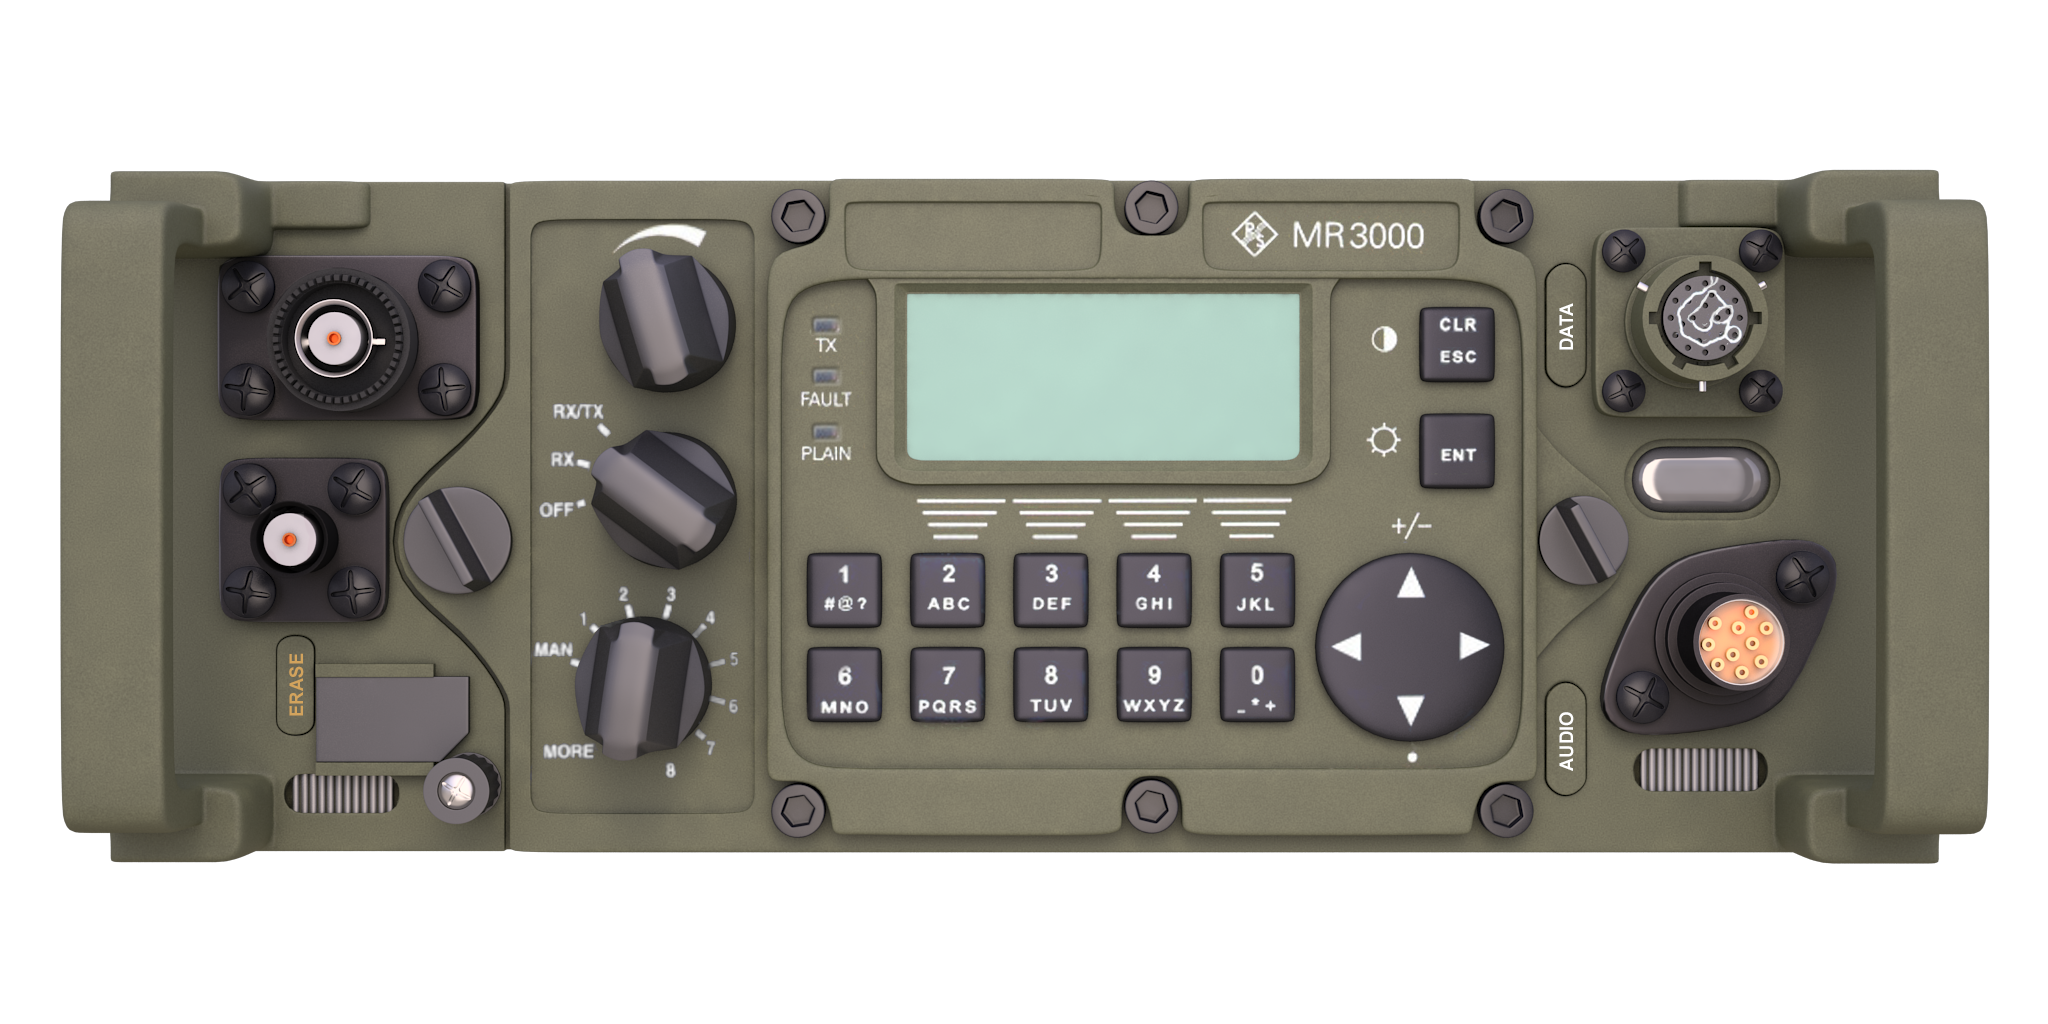 R&S MR3000
TX
FAULT
PLAIN
CLR
ESC
ENT
+/−
RX/TX
RX
OFF
MAN
1
2
3
4
5
6
7
8
MORE
1
#@?
2
ABC
3
DEF
4
GHI
5
JKL
6
MNO
7
PQRS
8
TUV
9
WXYZ
0
_*+
ERASE
DATA
AUDIO